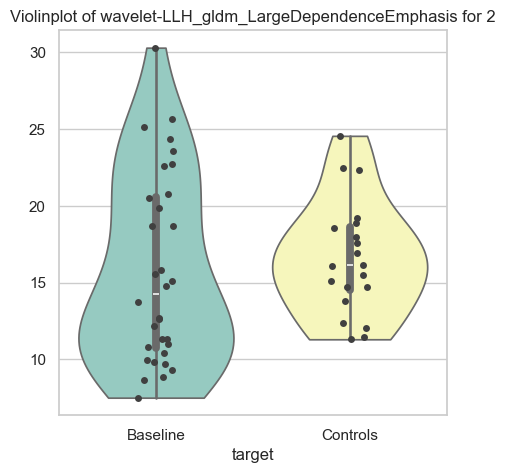 Violinplot of wavelet-LLH_gldm_LargeDependenceEmphasis for 2
30
25
20
15
10
Baseline Controls
target